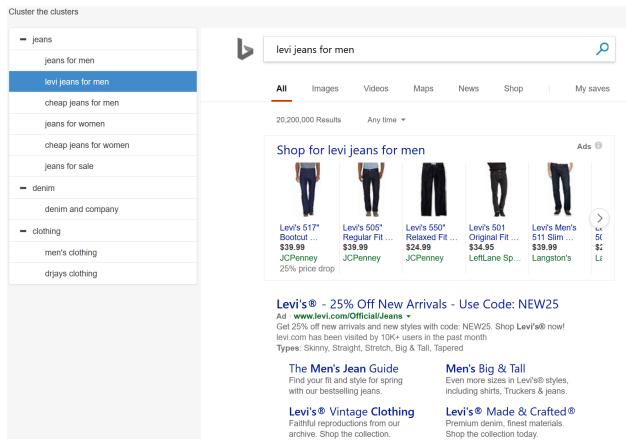 Cluster the clusters
jeans
jeans for men
levi jeans for men
cheap jeans for men
jeans for women
cheap jeans for women
jeans for sale
denim
denim and company
clothing
men's clothing
drjays clothing
levi jeans for men
All Images Videos Maps News Shop | My saves
20,200,000 Results Any time
Shop for levi jeans for men Ads
Levi's 517" Levi's 505" Levi's 550" Levi's 501 Levi's Men's
Bootcut ... Regular Fit ... Relaxed Fit ... Original Fit ... 511 Slim ... 50
$39.99 $39.99 $24.99 $34.95 $39.99
JCPenney JCPenney JCPenney LeftLane Sp... Langston's
25% price drop
Levi's® - 25% Off New Arrivals - Use Code: NEW25
Ad · www.levi.com/Official/Jeans
Get 25% off new arrivals and new styles with code: NEW25. Shop Levi's® now!
levi.com has been visited by 10K+ users in the past month
Types: Skinny, Straight, Stretch, Big & Tall, Tapered
The Men's Jean Guide
Find your fit and style for spring
with our bestselling jeans.
Men's Big & Tall
Even more sizes in Levi's® styles,
including shirts, Truckers & jeans.
Levi's® Vintage Clothing
Faithful reproductions from our
archive. Shop the collection.
Levi's® Made & Crafted®
Premium denim, finest materials.
Shop the collection today.